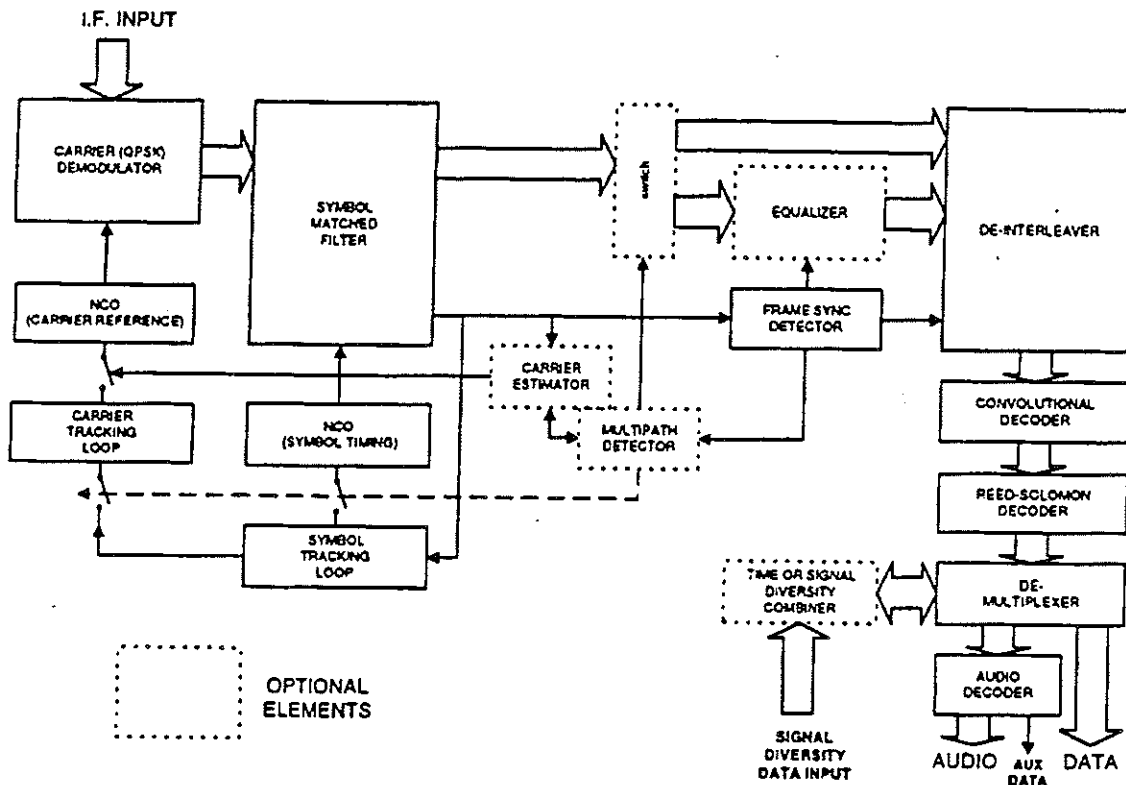 I.F. INPUT
CARRIER (QPSK)
DEMODULATOR
SYMBOL
MATCHED
FILTER
switch
EQUALIZER
DE-INTERLEAVER
NCO
(CARRIER REFERENCE)
FRAME SYNC
DETECTOR
CARRIER
ESTIMATOR
CARRIER
TRACKING
LOOP
NCO
(SYMBOL TIMING)
MULTIPATH
DETECTOR
CONVOLUTIONAL
DECODER
REED-SOLOMON
DECODER
SYMBOL
TRACKING
LOOP
TIME OR SIGNAL
DIVERSITY
COMBINER
DE-
MULTIPLEXER
AUDIO
DECODER
OPTIONAL
ELEMENTS
SIGNAL
DIVERSITY
DATA INPUT
AUDIO
AUX
DATA
DATA